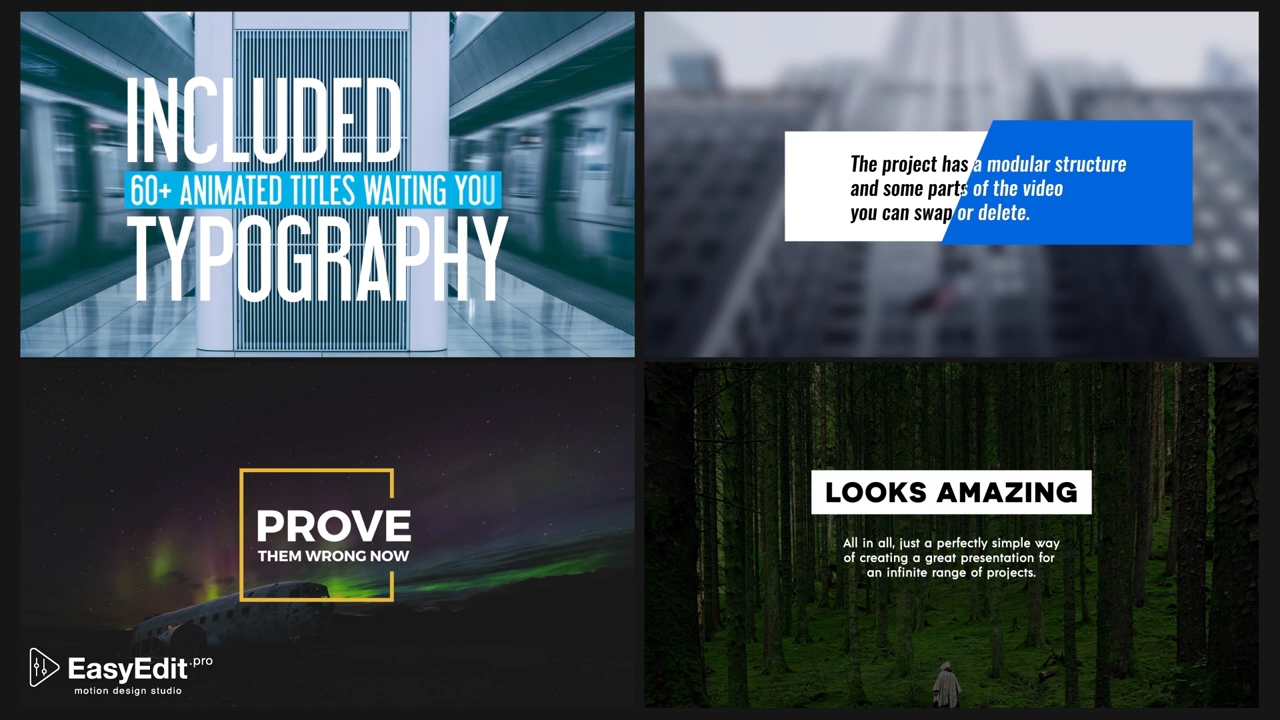 INCLUDED
60+ ANIMATED TITLES WAITING YOU
TYPOGRAPHY
The project has a modular structure
and some parts of the video
you can swap or delete.
PROVE
THEM WRONG NOW
LOOKS AMAZING
All in all, just a perfectly simple way
of creating a great presentation for
an infinite range of projects.
EasyEdit.pro
motion design studio